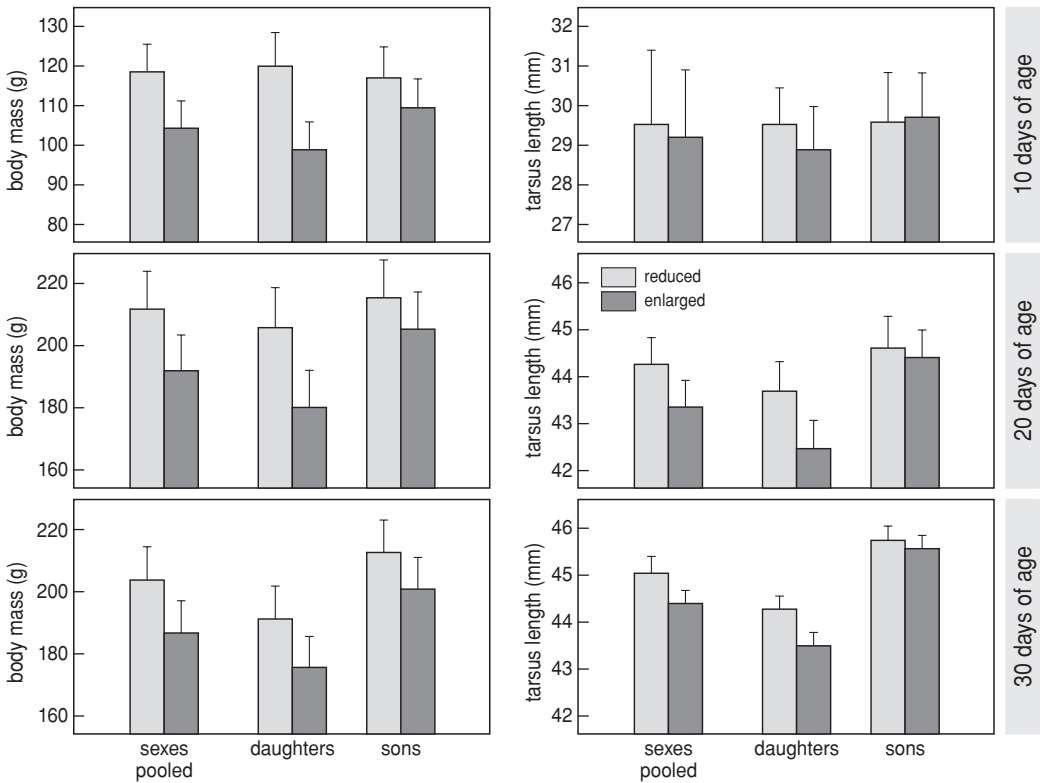 130
120
110
100
90
80
body mass (g)
32
31
30
29
28
27
tarsus length (mm)
10 days of age
220
200
180
160
body mass (g)
46
45
44
43
42
tarsus length (mm)
reduced
enlarged
20 days of age
220
200
180
160
body mass (g)
46
45
44
43
42
tarsus length (mm)
30 days of age
sexes
pooled
daughters
sons
sexes
pooled
daughters
sons